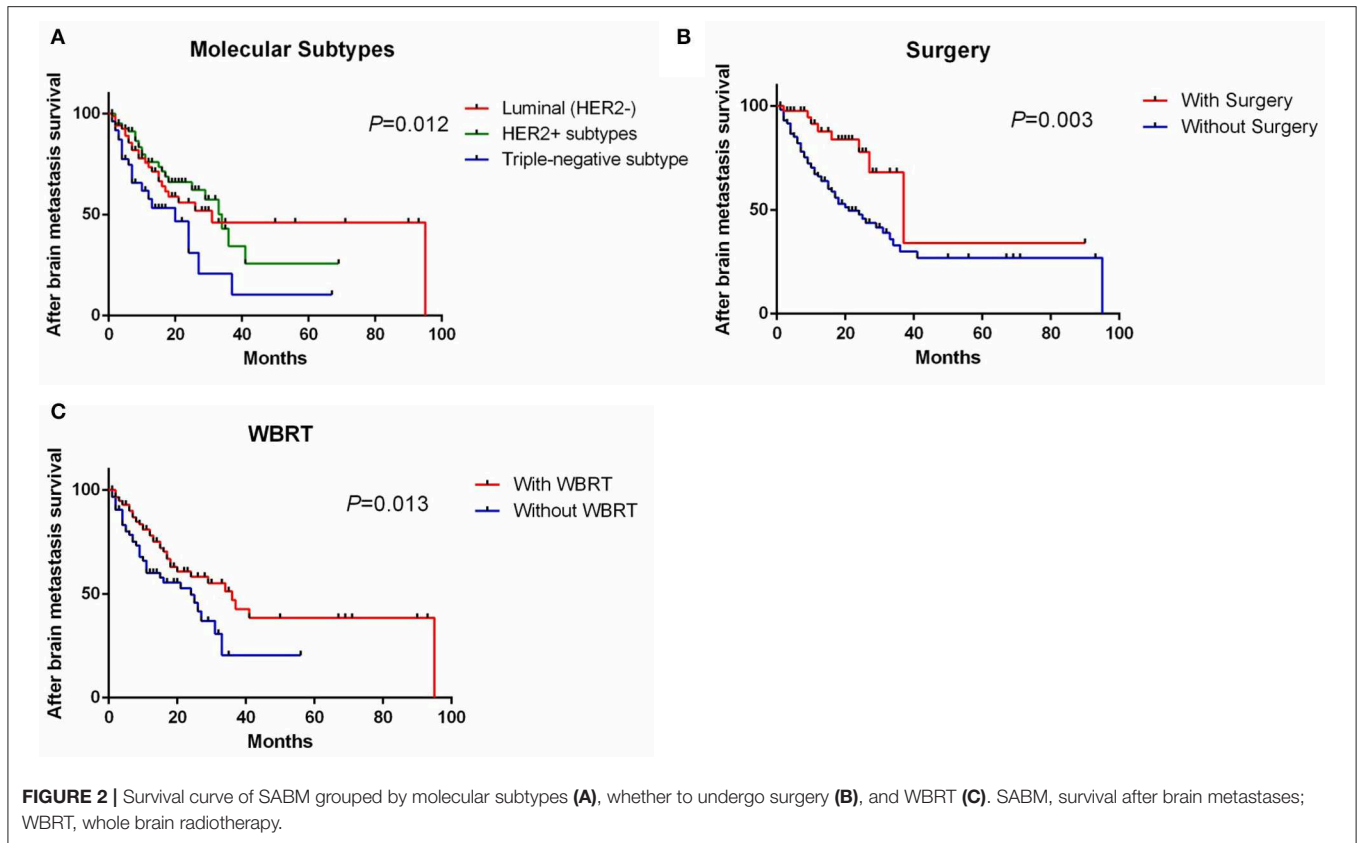 A
Molecular Subtypes
After brain metastasis survival
100
50
0
0 20 40 60 80 100
Months
P=0.012
Luminal (HER2-)
HER2+ subtypes
Triple-negative subtype
B
Surgery
After brain metastasis survival
100
50
0
0 20 40 60 80 100
Months
P=0.003
With Surgery
Without Surgery
C
WBRT
After brain metastasis survival
100
50
0
0 20 40 60 80 100
Months
P=0.013
With WBRT
Without WBRT
FIGURE 2 | Survival curve of SABM grouped by molecular subtypes (A), whether to undergo surgery (B), and WBRT (C). SABM, survival after brain metastases;
WBRT, whole brain radiotherapy.